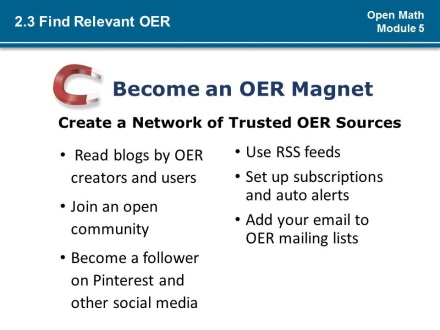 2.3 Find Relevant OER
Open Math
Module 5
Become an OER Magnet
Create a Network of Trusted OER Sources
• Read blogs by OER
creators and users
• Join an open
community
• Become a follower
on Pinterest and
other social media
• Use RSS feeds
• Set up subscriptions
and auto alerts
• Add your email to
OER mailing lists